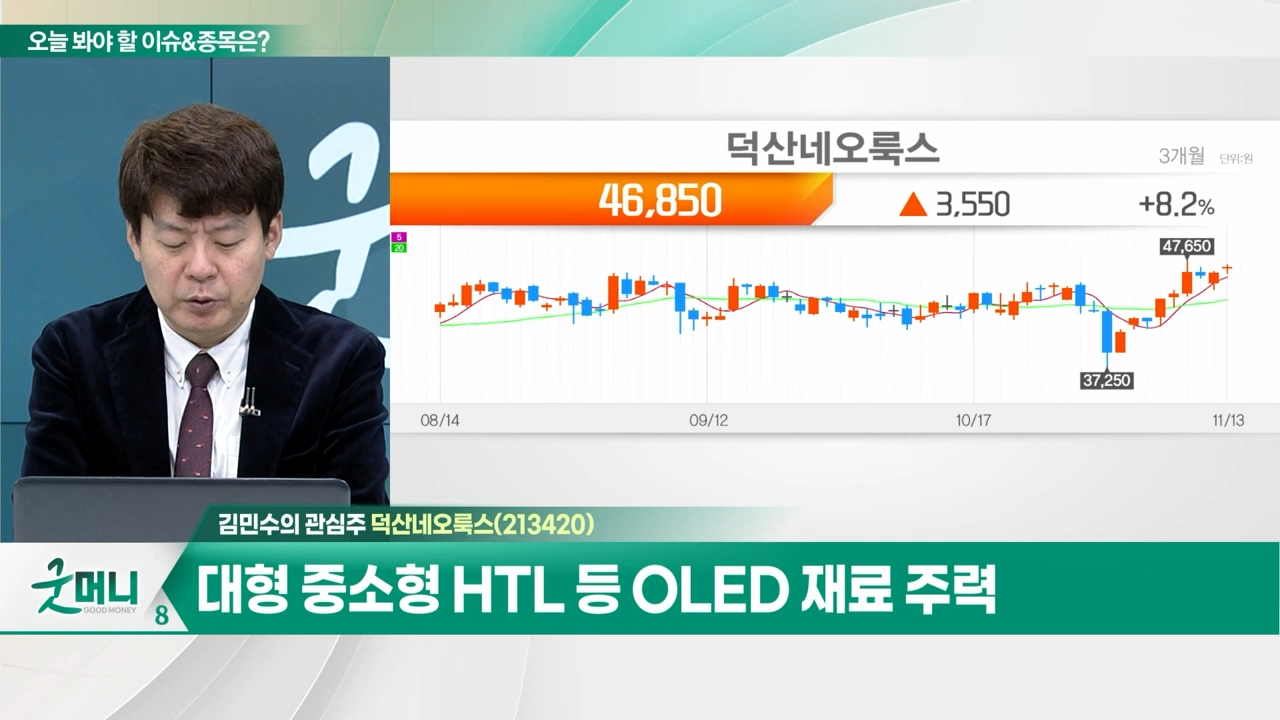 오늘 봐야 할 이슈&종목은?
덕산네오룩스
3개월 단위:원
46,850 ▲ 3,550 +8.2%
5
20
47,650
37,250
08/14 09/12 10/17 11/13
김민수의 관심주 덕산네오룩스(213420)
굿머니
GOOD MONEY
8
대형 중소형 HTL 등 OLED 재료 주력